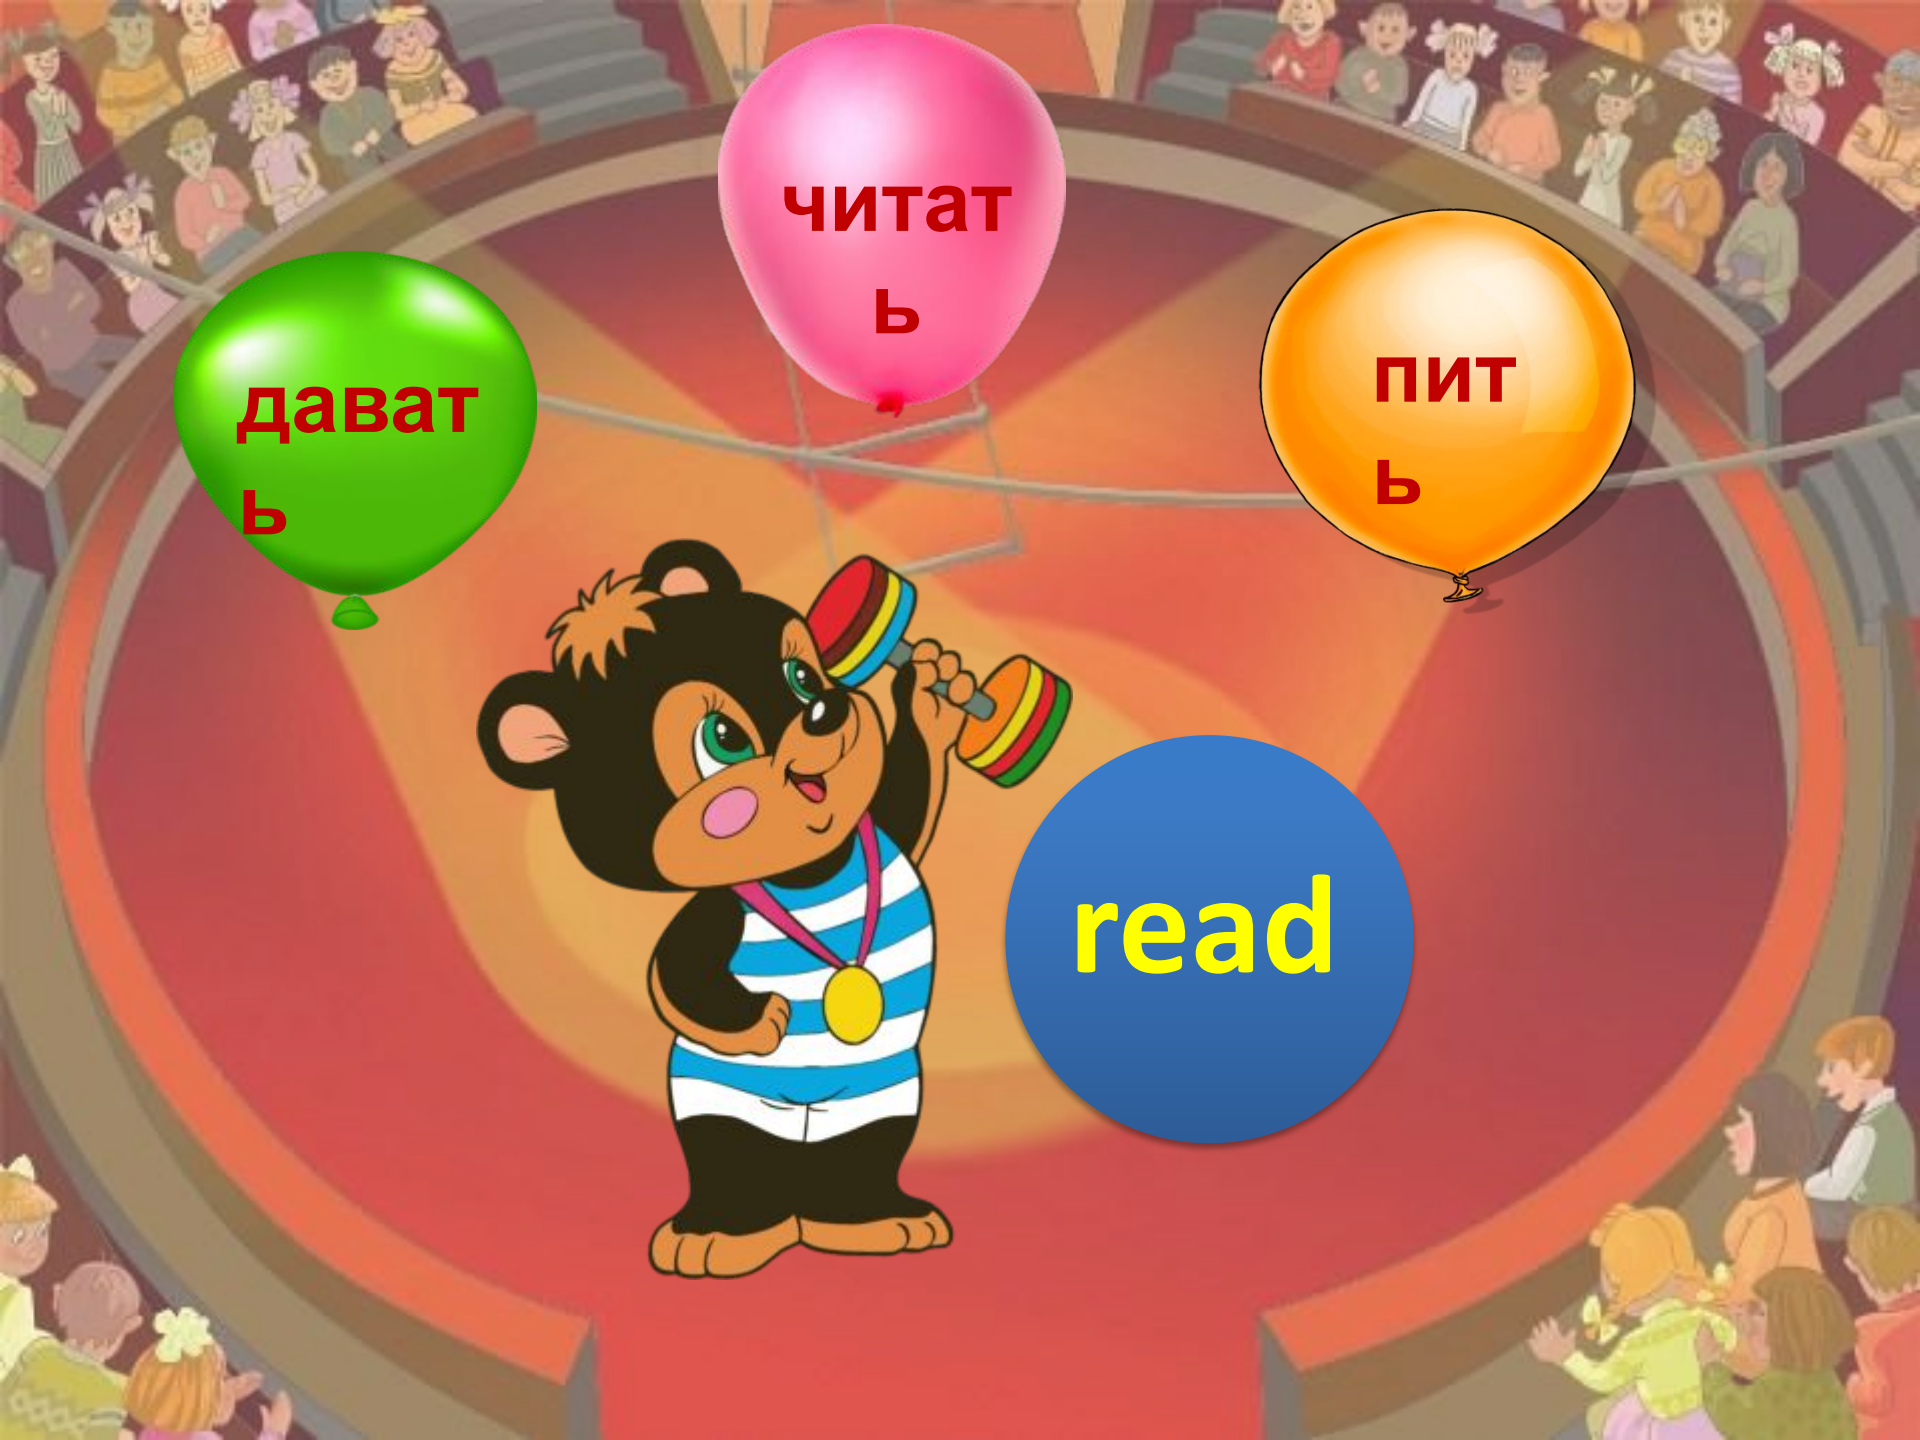 читат
ь
дават
ь
пит
ь
read